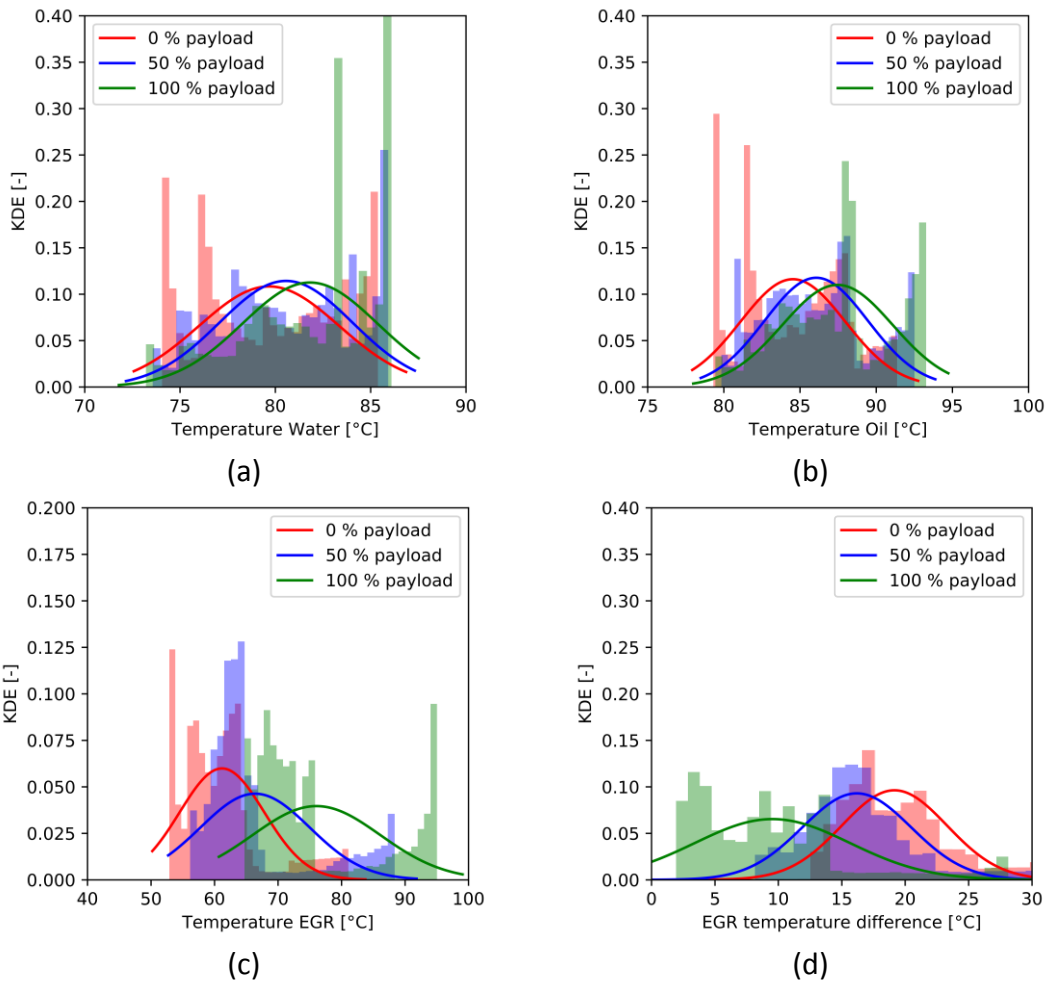 0.40
0.35
0.30
0.25
0.20
0.15
0.10
0.05
0.00
KDE [-]
0 % payload
50 % payload
100 % payload
70 75 80 85 90
Temperature Water [°C]
(a)
0.40
0.35
0.30
0.25
0.20
0.15
0.10
0.05
0.00
KDE [-]
0 % payload
50 % payload
100 % payload
75 80 85 90 95 100
Temperature Oil [°C]
(b)
0.200
0.175
0.150
0.125
0.100
0.075
0.050
0.025
0.000
KDE [-]
0 % payload
50 % payload
100 % payload
40 50 60 70 80 90 100
Temperature EGR [°C]
(c)
0.40
0.35
0.30
0.25
0.20
0.15
0.10
0.05
0.00
KDE [-]
0 % payload
50 % payload
100 % payload
0 5 10 15 20 25 30
EGR temperature difference [°C]
(d)